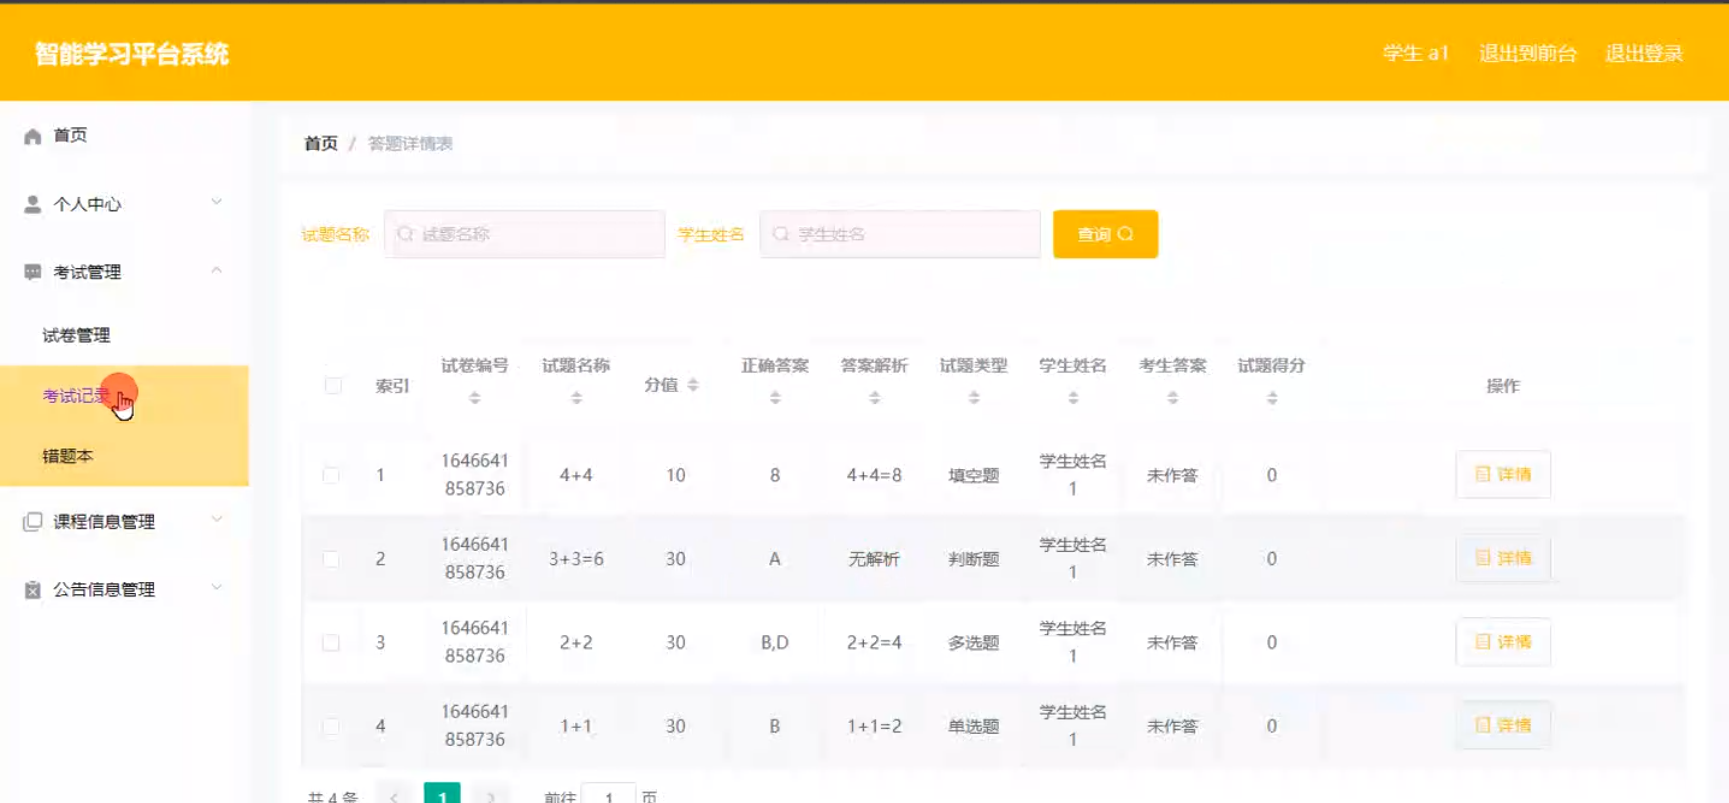 智能学习平台系统
学生 a1 退出到前台 退出登录
首页
个人中心
考试管理
试卷管理
考试记录
错题本
课程信息管理
公告信息管理
首页 / 答题详情表
试题名称 试题名称 学生姓名 学生姓名 查询
索引 试卷编号 试题名称 分值 正确答案 答案解析 试题类型 学生姓名 考生答案 试题得分 操作
1 1646641 4+4 10 8 4+4=8 填空题 学生姓名 未作答 0 详情
858736 1
2 1646641 3+3=6 30 A 无解析 判断题 学生姓名 未作答 0 详情
858736 1
3 1646641 2+2 30 B,D 2+2=4 多选题 学生姓名 未作答 0 详情
858736 1
4 1646641 1+1 30 B 1+1=2 单选题 学生姓名 未作答 0 详情
858736 1
共 4 条 1 前往 1 页